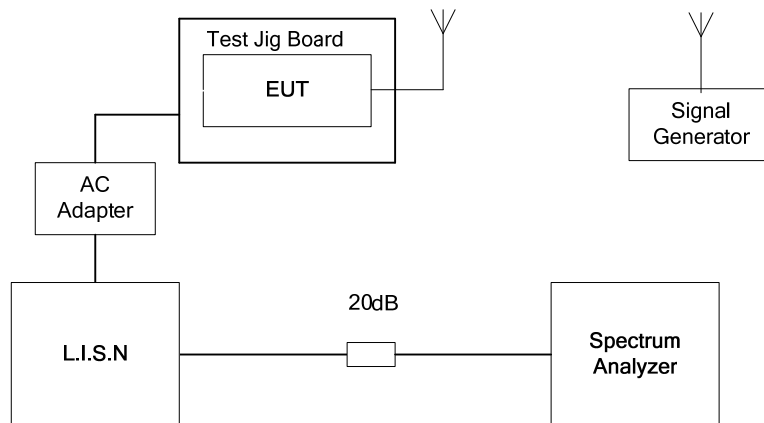 Test Jig Board
EUT
Signal
Generator
AC
Adapter
20dB
L.I.S.N
Spectrum
Analyzer